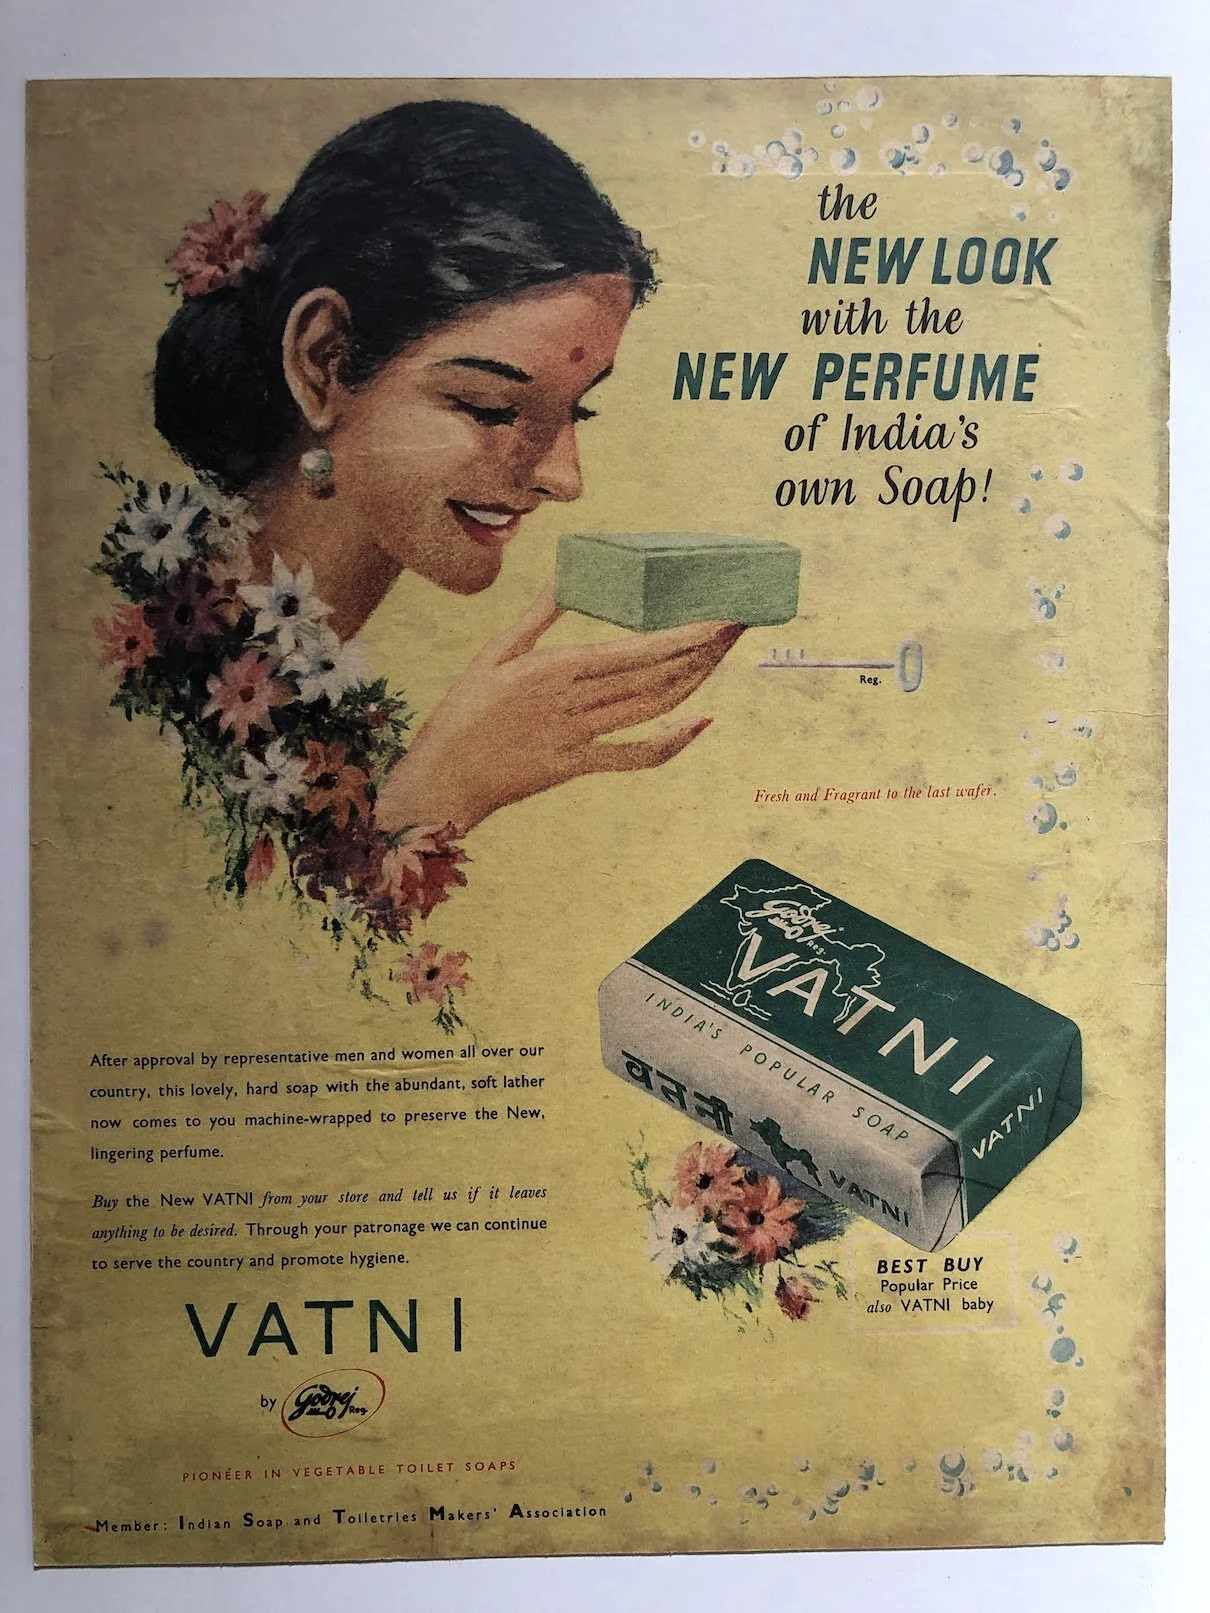 the
NEW LOOK
with the
NEW PERFUME
of India's
own Soap!
Reg.
Fresh and Fragrant to the last wafer.
Godrej
Reg.
VATNI
INDIA'S POPULAR SOAP
VATNI
वतनी
VATNI
BEST BUY
Popular Price
also VATNI baby
After approval by representative men and women all over our
country, this lovely, hard soap with the abundant, soft lather
now comes to you machine-wrapped to preserve the New,
lingering perfume.
Buy the New VATNI from your store and tell us if it leaves
anything to be desired. Through your patronage we can continue
to serve the country and promote hygiene.
VATNI
by Godrej Reg.
PIONEER IN VEGETABLE TOILET SOAPS
Member: Indian Soap and Toiletries Makers' Association